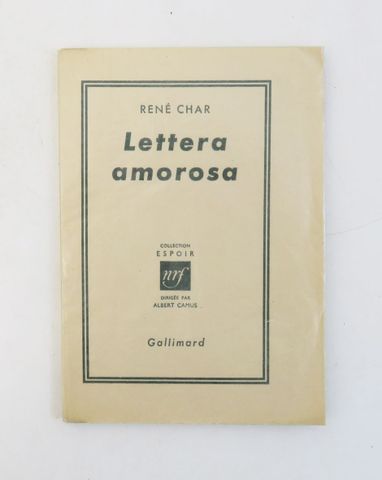 RENÉ CHAR
Lettera
amorosa
COLLECTION
ESPOIR
nrf
DIRIGÉE PAR
ALBERT CAMUS
Gallimard